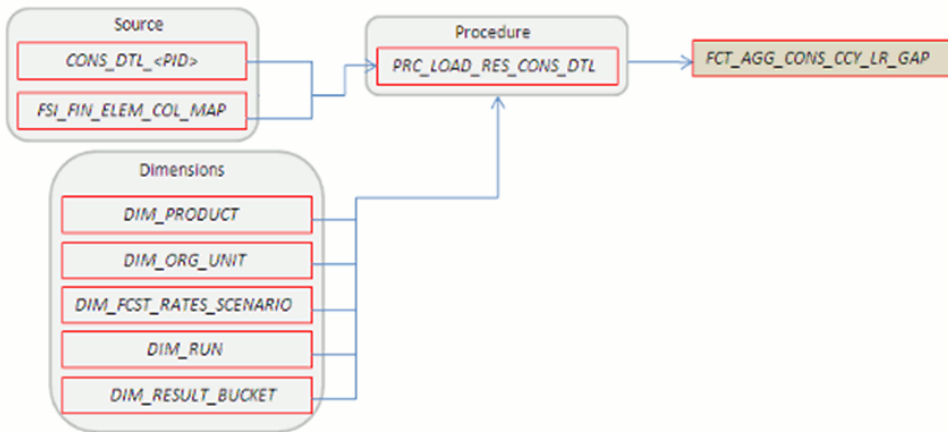 Source
CONS_DTL_<PID>
FSI_FIN_ELEM_COL_MAP
Procedure
PRC_LOAD_RES_CONS_DTL
FCT_AGG_CONS_CCY_LR_GAP
Dimensions
DIM_PRODUCT
DIM_ORG_UNIT
DIM_FCST_RATES_SCENARIO
DIM_RUN
DIM_RESULT_BUCKET